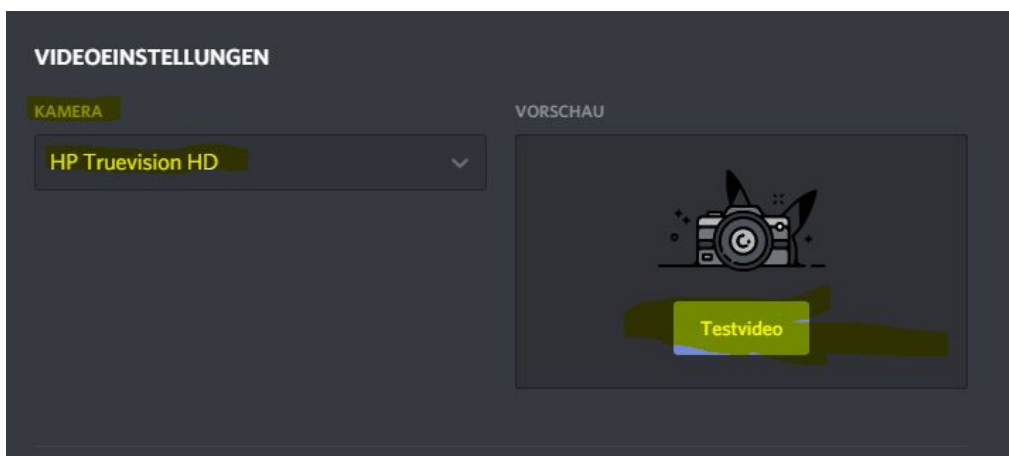 VIDEOEINSTELLUNGEN
KAMERA
HP Truevision HD
VORSCHAU
Testvideo